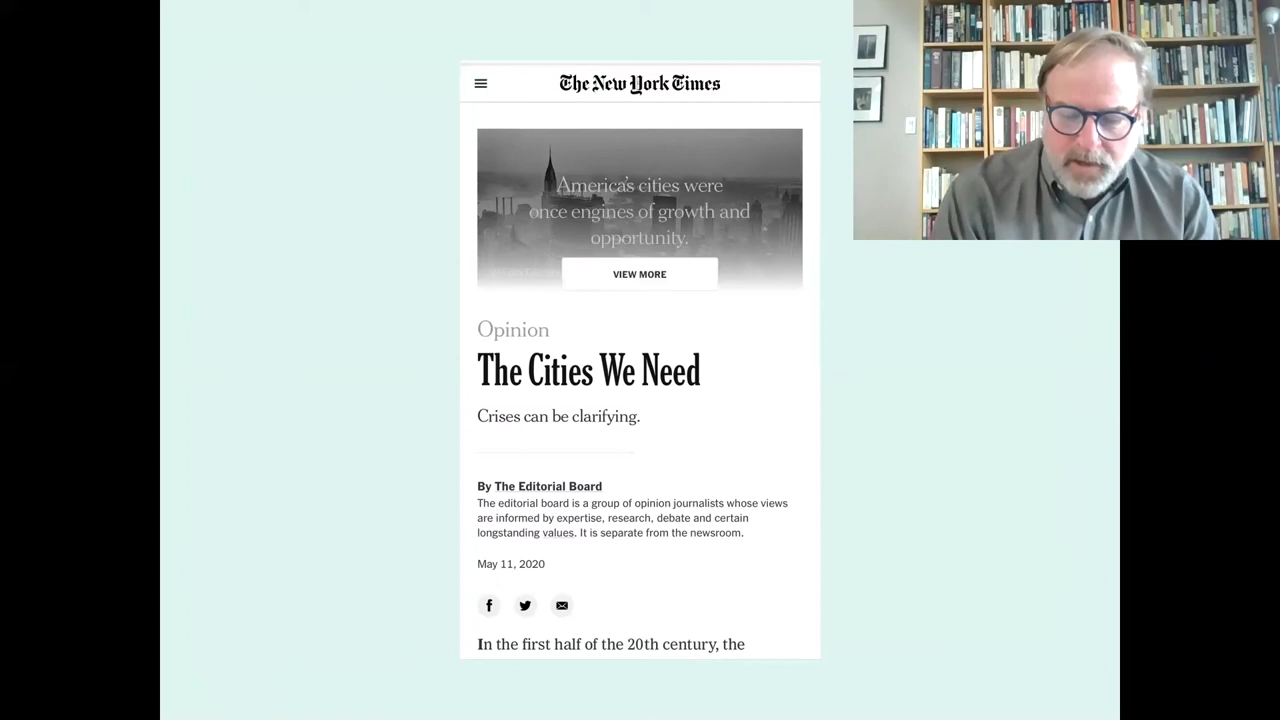 The New York Times
America's cities were
once engines of growth and
opportunity.
VIEW MORE
Opinion
The Cities We Need
Crises can be clarifying.
By The Editorial Board
The editorial board is a group of opinion journalists whose views
are informed by expertise, research, debate and certain
longstanding values. It is separate from the newsroom.
May 11, 2020
In the first half of the 20th century, the